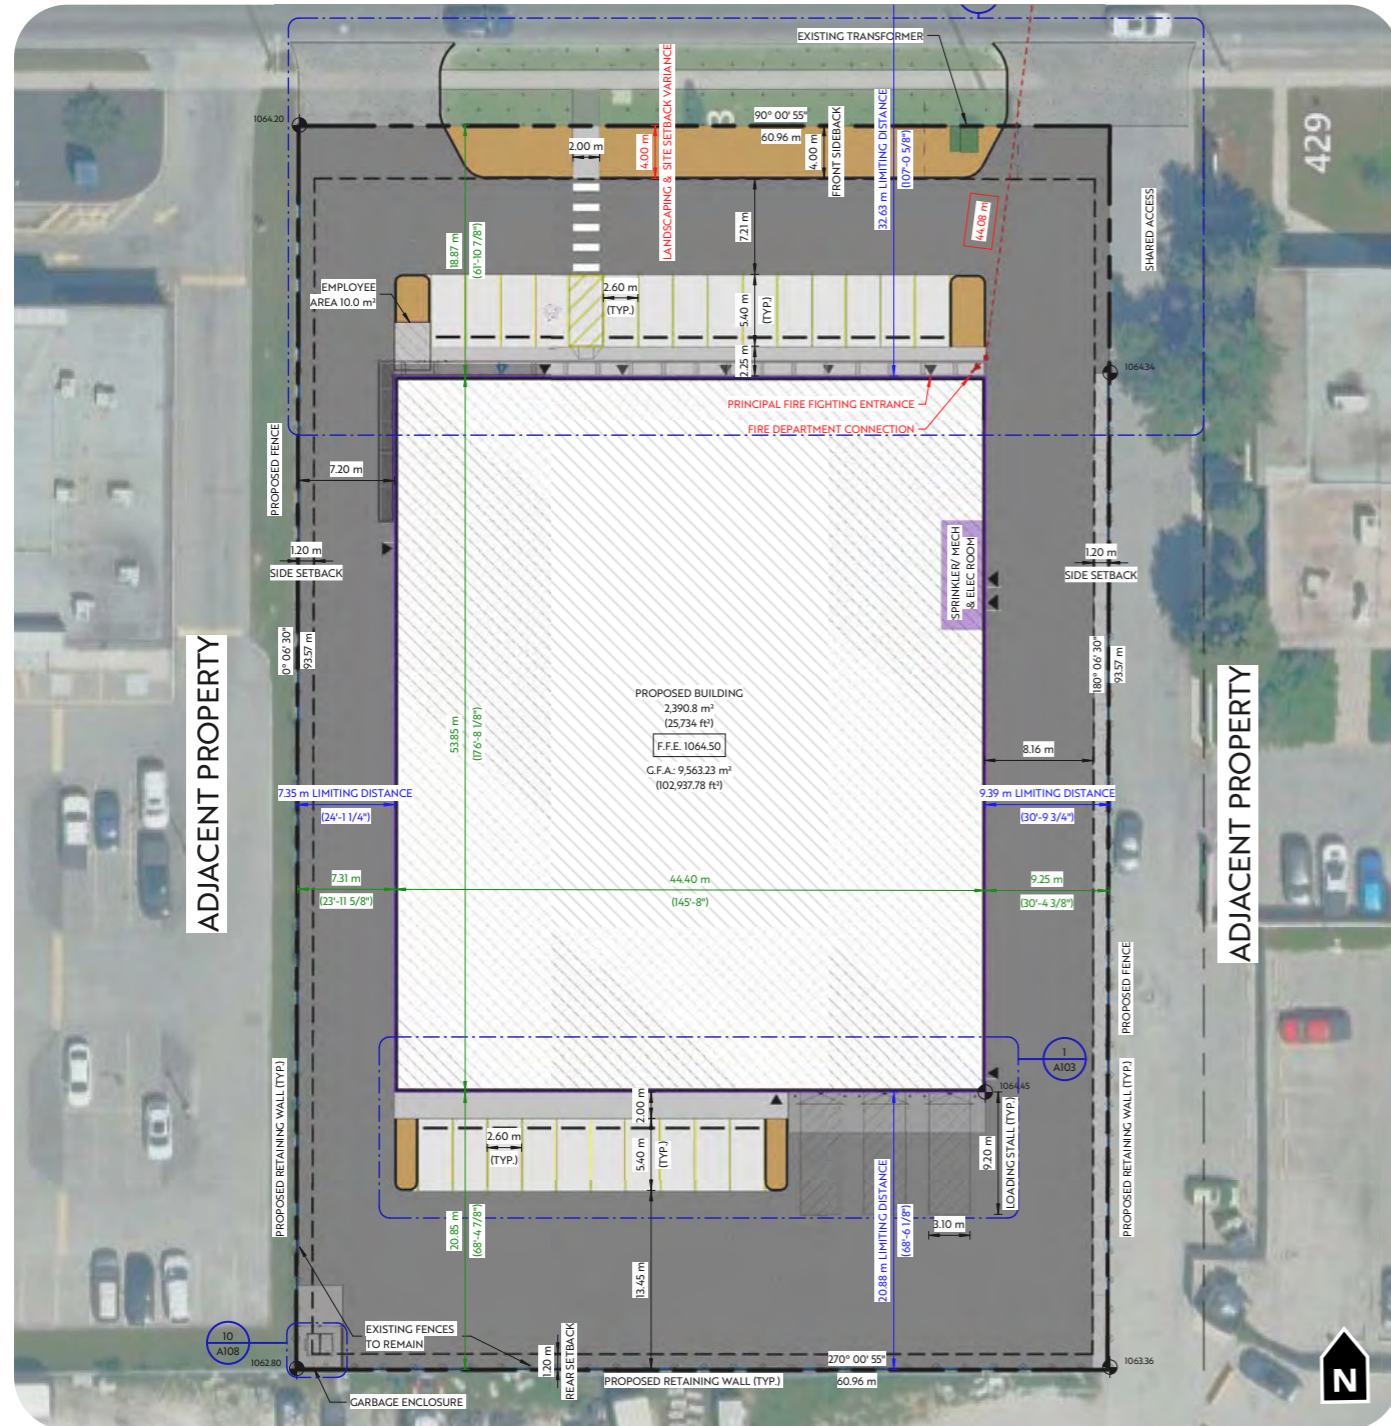 EXISTING TRANSFORMER
1064.20
90° 00' 55"
60.96 m
2.00 m
4.00 m
LANDSCAPING & SITE SETBACK VARIANCE
4.00 m
FRONT SIDEBACK
32.63 m LIMITING DISTANCE
(107'-0 5/8")
429
44.08 m
SHARED ACCESS
18.87 m
(61'-10 7/8")
7.21 m
EMPLOYEE
AREA 10.0 m²
2.60 m
(TYP.)
5.40 m
(TYP.)
2.25 m
1064.34
PRINCIPAL FIRE FIGHTING ENTRANCE
FIRE DEPARTMENT CONNECTION
PROPOSED FENCE
7.20 m
1.20 m
SIDE SETBACK
1.20 m
SIDE SETBACK
SPRINKLER/ MECH
& ELEC ROOM
0° 06' 30"
93.57 m
180° 06' 30"
93.57 m
ADJACENT PROPERTY
ADJACENT PROPERTY
PROPOSED BUILDING
2,390.8 m²
(25,734 ft²)
F.F.E. 1064.50
G.F.A.: 9,563.23 m²
(102,937.78 ft²)
53.85 m
(176'-8 1/8")
8.16 m
7.35 m LIMITING DISTANCE
(24'-1 1/4")
9.39 m LIMITING DISTANCE
(30'-9 3/4")
7.31 m
(23'-11 5/8")
44.40 m
(145'-8")
9.25 m
(30'-4 3/8")
PROPOSED FENCE
1
A103
1064.45
PROPOSED RETAINING WALL (TYP.)
2.00 m
2.60 m
(TYP.)
5.40 m
(TYP.)
9.20 m
LOADING STALL (TYP.)
PROPOSED RETAINING WALL (TYP.)
20.85 m
(68'-4 7/8")
20.88 m LIMITING DISTANCE
(68'-6 1/8")
3.10 m
13.45 m
EXISTING FENCES
TO REMAIN
10
A108
1062.80
1.20 m
REAR SETBACK
270° 00' 55"
60.96 m
PROPOSED RETAINING WALL (TYP.)
1063.36
GARBAGE ENCLOSURE
N